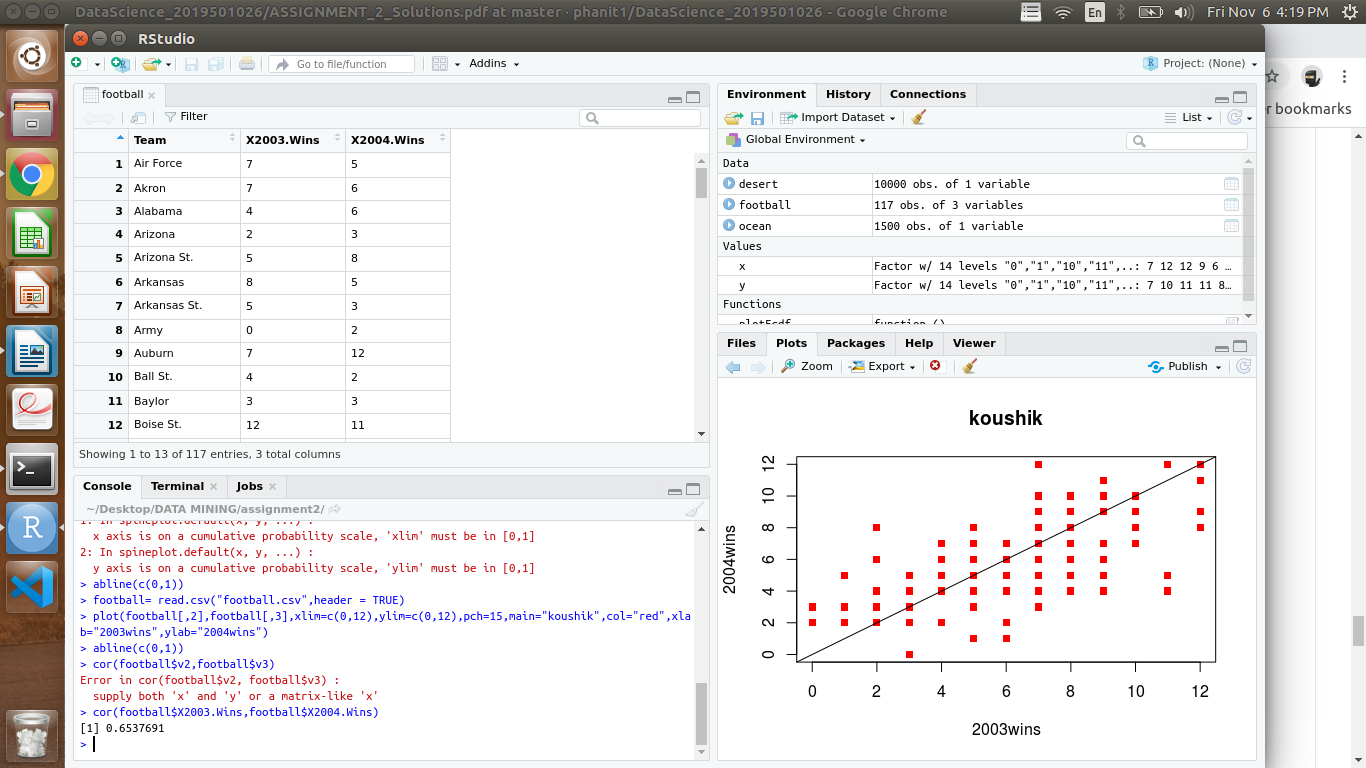 DataScience_2019501026/ASSIGNMENT_2_Solutions.pdf at master · phanit1/DataScience_2019501026 - Google Chrome
En
Fri Nov 6 4:19 PM
RStudio
Go to file/function
Addins
Project: (None)
er bookmarks
football
Filter
Team X2003.Wins X2004.Wins
1 Air Force 7 5
2 Akron 7 6
3 Alabama 4 6
4 Arizona 2 3
5 Arizona St. 5 8
6 Arkansas 8 5
7 Arkansas St. 5 3
8 Army 0 2
9 Auburn 7 12
10 Ball St. 4 2
11 Baylor 3 3
12 Boise St. 12 11
Showing 1 to 13 of 117 entries, 3 total columns
Console Terminal Jobs
~/Desktop/DATA MINING/assignment2/
1: In spineplot.default(x, y, ...) :
x axis is on a cumulative probability scale, 'xlim' must be in [0,1]
2: In spineplot.default(x, y, ...) :
y axis is on a cumulative probability scale, 'ylim' must be in [0,1]
> abline(c(0,1))
> football= read.csv("football.csv",header = TRUE)
> plot(football[,2],football[,3],xlim=c(0,12),ylim=c(0,12),pch=15,main="koushik",col="red",xla
b="2003wins",ylab="2004wins")
> abline(c(0,1))
> cor(football$v2,football$v3)
Error in cor(football$v2, football$v3) :
supply both 'x' and 'y' or a matrix-like 'x'
> cor(football$X2003.Wins,football$X2004.Wins)
[1] 0.6537691
>
Environment History Connections
Import Dataset
List
Global Environment
Data
desert 10000 obs. of 1 variable
football 117 obs. of 3 variables
ocean 1500 obs. of 1 variable
Values
x Factor w/ 14 levels "0","1","10","11",..: 7 12 12 9 6 …
y Factor w/ 14 levels "0","1","10","11",..: 7 10 11 11 8…
Functions
plotEcdf function ()
Files Plots Packages Help Viewer
Zoom Export Publish
koushik
2004wins
12
10
8
6
4
2
0
0 2 4 6 8 10 12
2003wins